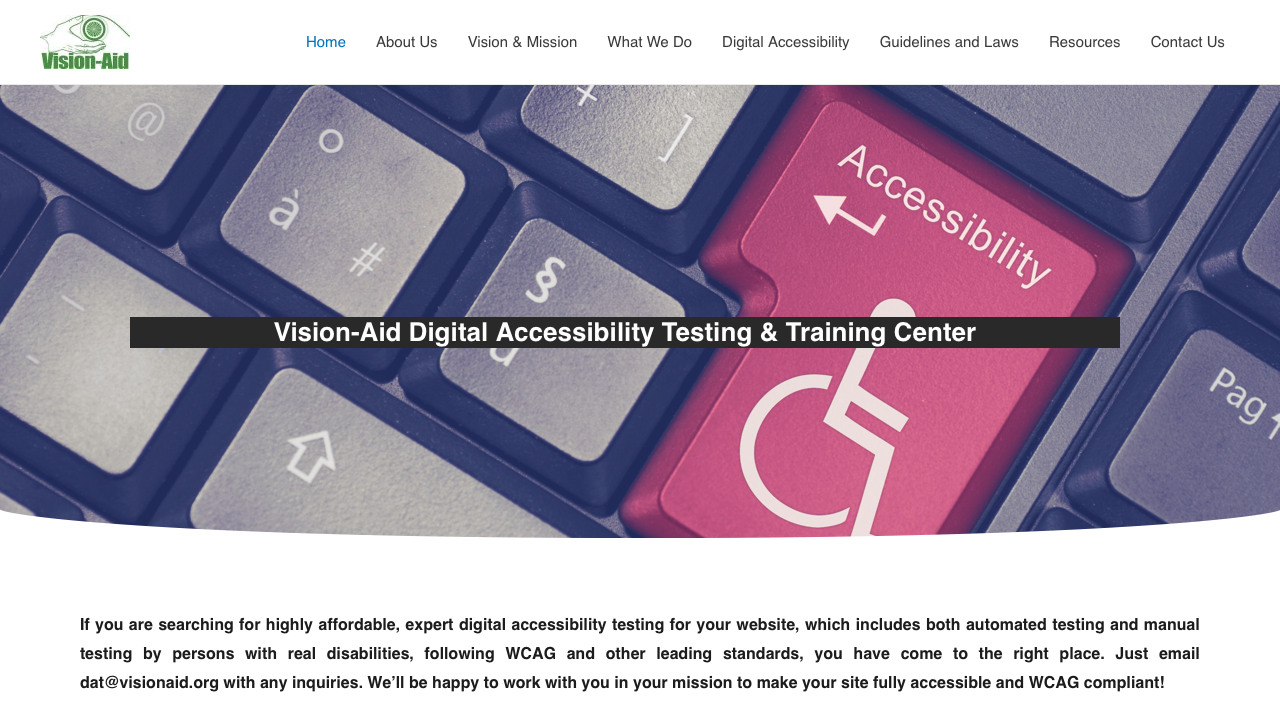 Vision-Aid
Home About Us Vision & Mission What We Do Digital Accessibility Guidelines and Laws Resources Contact Us
@
+
]
o
à
#
§
Accessibility
Vision-Aid Digital Accessibility Testing & Training Center
Pag
If you are searching for highly affordable, expert digital accessibility testing for your website, which includes both automated testing and manual
testing by persons with real disabilities, following WCAG and other leading standards, you have come to the right place. Just email
dat@visionaid.org with any inquiries. We’ll be happy to work with you in your mission to make your site fully accessible and WCAG compliant!